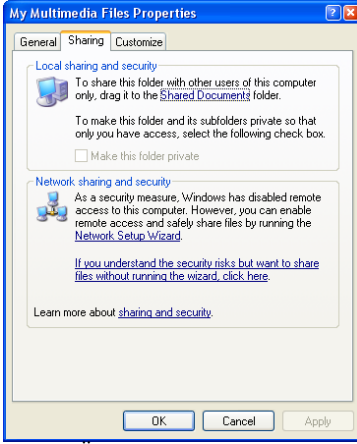 My Multimedia Files Properties
General Sharing Customize
Local sharing and security
To share this folder with other users of this computer
only, drag it to the Shared Documents folder.
To make this folder and its subfolders private so that
only you have access, select the following check box.
Make this folder private
Network sharing and security
As a security measure, Windows has disabled remote
access to this computer. However, you can enable
remote access and safely share files by running the
Network Setup Wizard.
If you understand the security risks but want to share
files without running the wizard, click here.
Learn more about sharing and security.
OK Cancel Apply